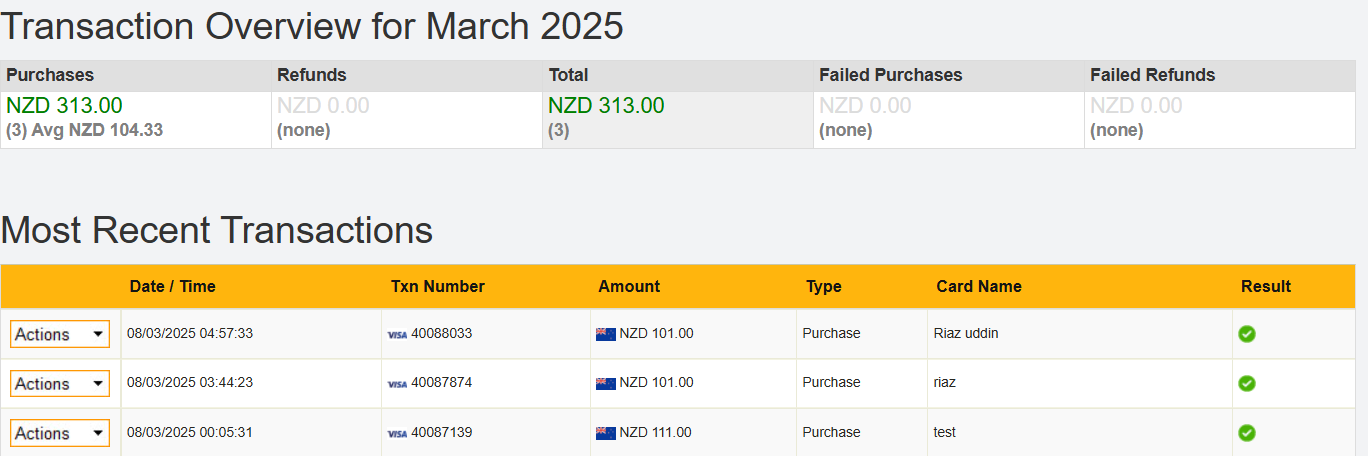 Transaction Overview for March 2025
Purchases Refunds Total Failed Purchases Failed Refunds
NZD 313.00 NZD 0.00 NZD 313.00 NZD 0.00 NZD 0.00
(3) Avg NZD 104.33 (none) (3) (none) (none)
Most Recent Transactions
Date / Time Txn Number Amount Type Card Name Result
Actions 08/03/2025 04:57:33 VISA 40088033 NZD 101.00 Purchase Riaz uddin
Actions 08/03/2025 03:44:23 VISA 40087874 NZD 101.00 Purchase riaz
Actions 08/03/2025 00:05:31 VISA 40087139 NZD 111.00 Purchase test